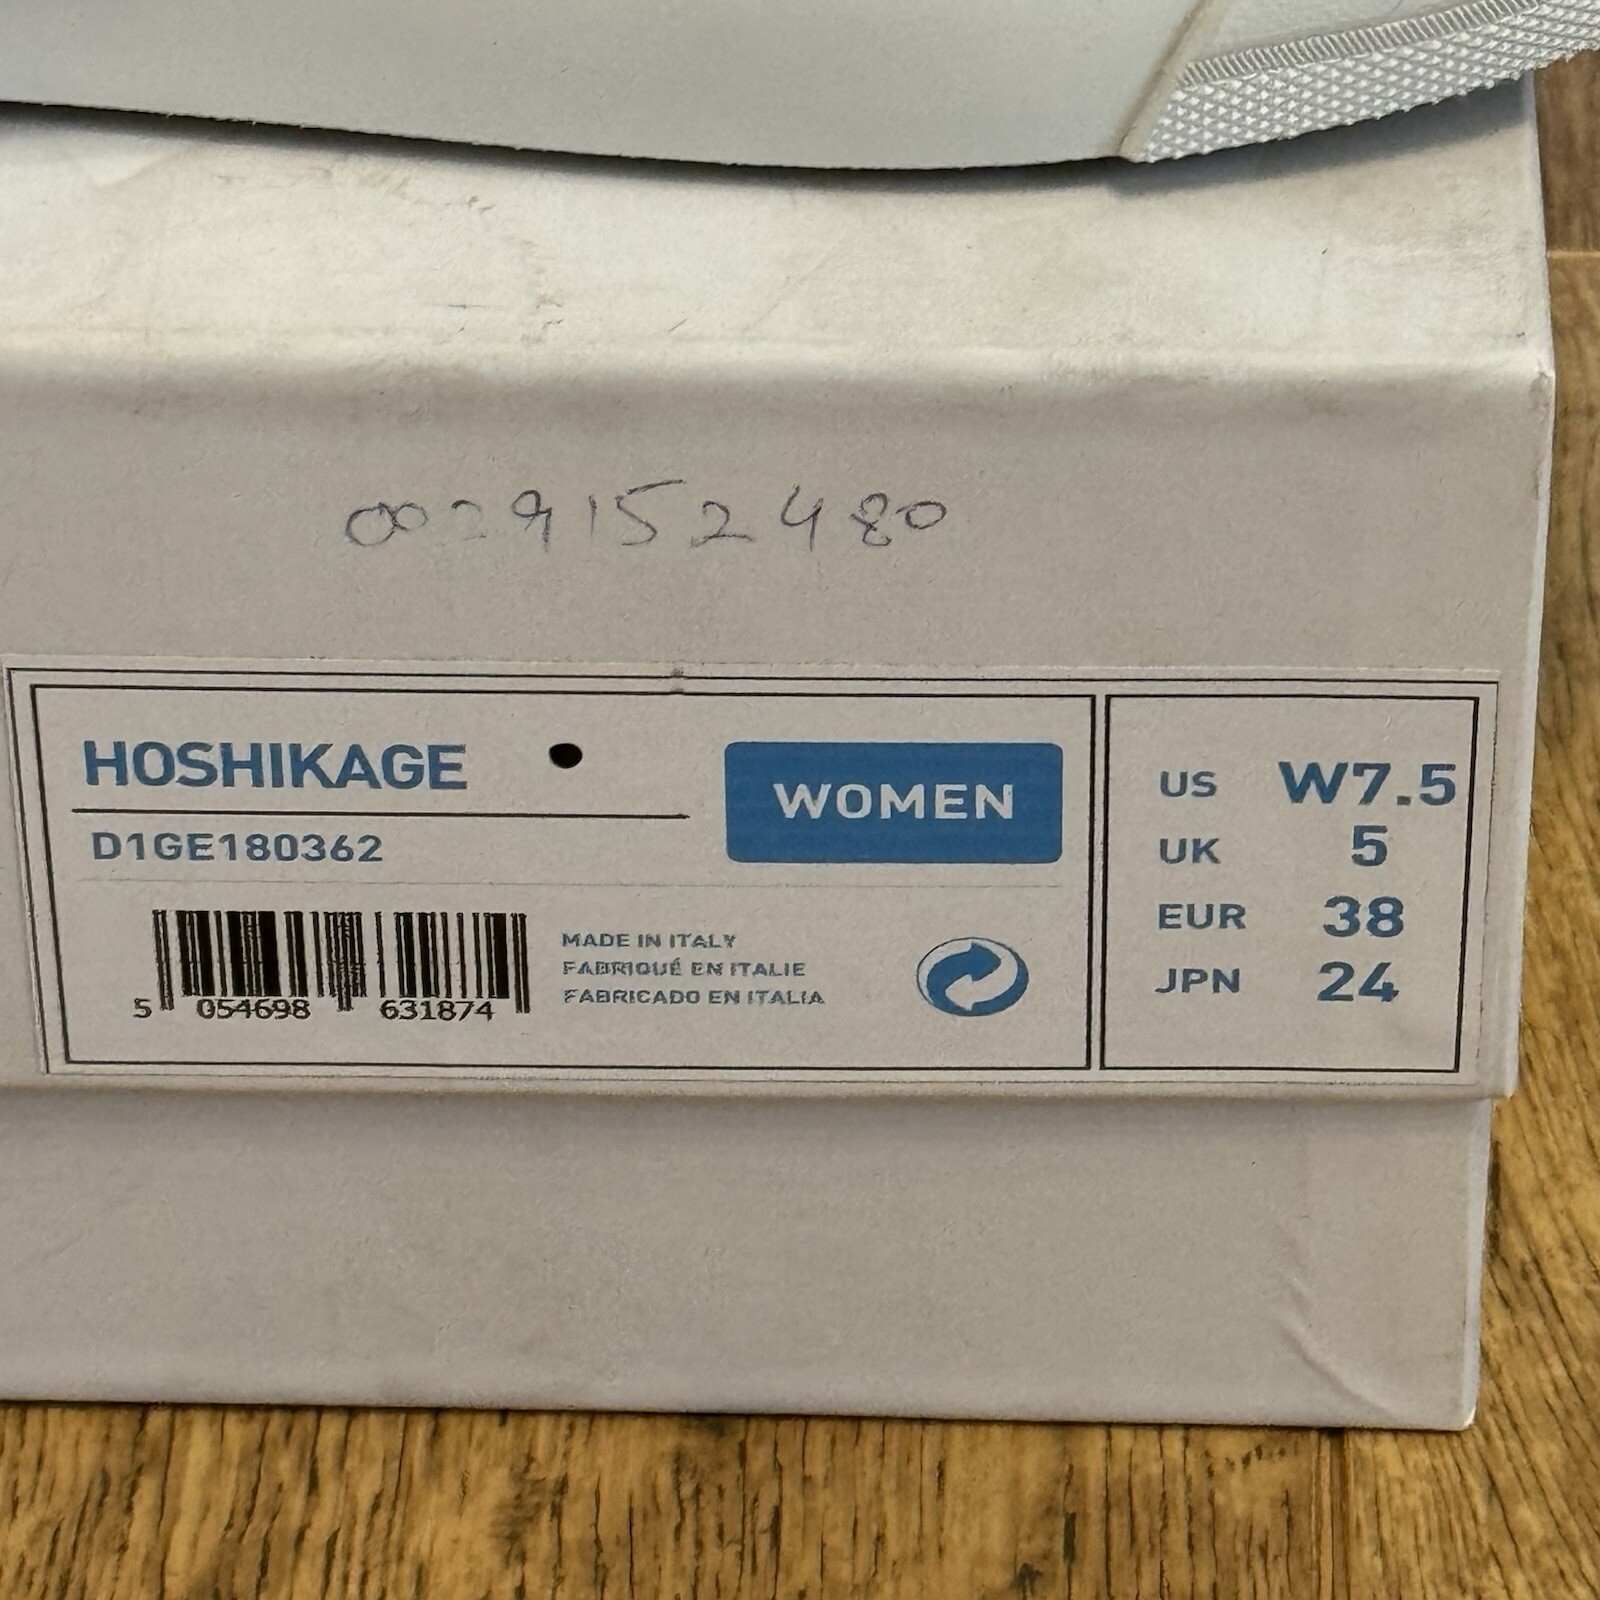 0029152480
HOSHIKAGE
D1GE180362
WOMEN
5 054698 631874
MADE IN ITALY
FABRIQUÉ EN ITALIE
FABRICADO EN ITALIA
US W7.5
UK 5
EUR 38
JPN 24